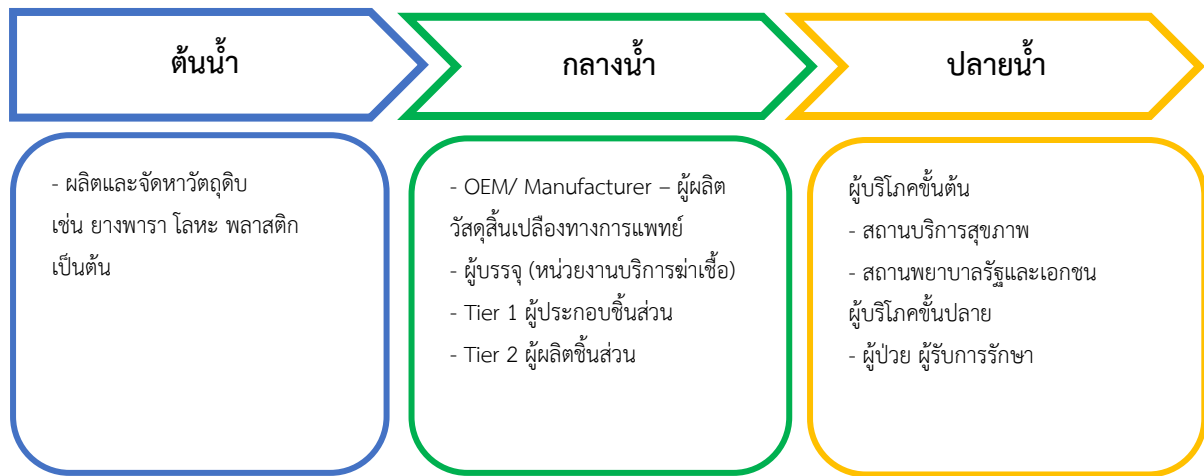 ต้นน้ำ
กลางน้ำ
ปลายน้ำ
- ผลิตและจัดหาวัตถุดิบ
เช่น ยางพารา โลหะ พลาสติก
เป็นต้น
- OEM/ Manufacturer – ผู้ผลิต
วัสดุสิ้นเปลืองทางการแพทย์
- ผู้บรรจุ (หน่วยงานบริการฆ่าเชื้อ)
- Tier 1 ผู้ประกอบชิ้นส่วน
- Tier 2 ผู้ผลิตชิ้นส่วน
ผู้บริโภคขั้นต้น
- สถานบริการสุขภาพ
- สถานพยาบาลรัฐและเอกชน
ผู้บริโภคขั้นปลาย
- ผู้ป่วย ผู้รับการรักษา